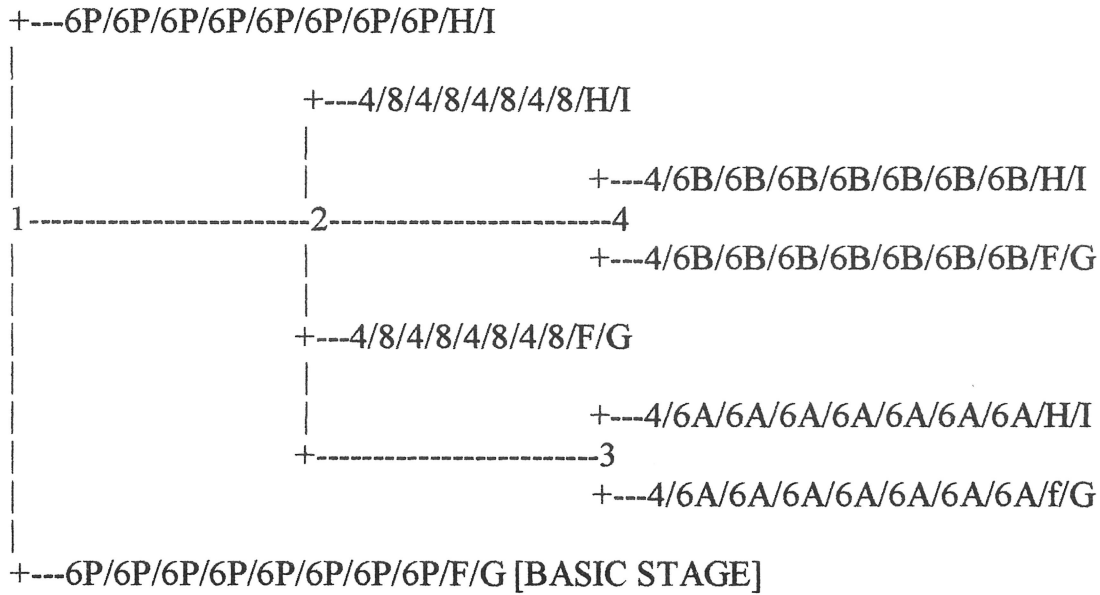 +---6P/6P/6P/6P/6P/6P/6P/6P/H/I
|
| +---4/8/4/8/4/8/4/8/H/I
| |
| | +---4/6B/6B/6B/6B/6B/6B/6B/H/I
1--------------------2---------------------4
| | +---4/6B/6B/6B/6B/6B/6B/6B/F/G
| |
| +---4/8/4/8/4/8/4/8/F/G
| |
| | +---4/6A/6A/6A/6A/6A/6A/6A/H/I
| +--------------------3
| +---4/6A/6A/6A/6A/6A/6A/6A/f/G
|
+---6P/6P/6P/6P/6P/6P/6P/6P/F/G [BASIC STAGE]